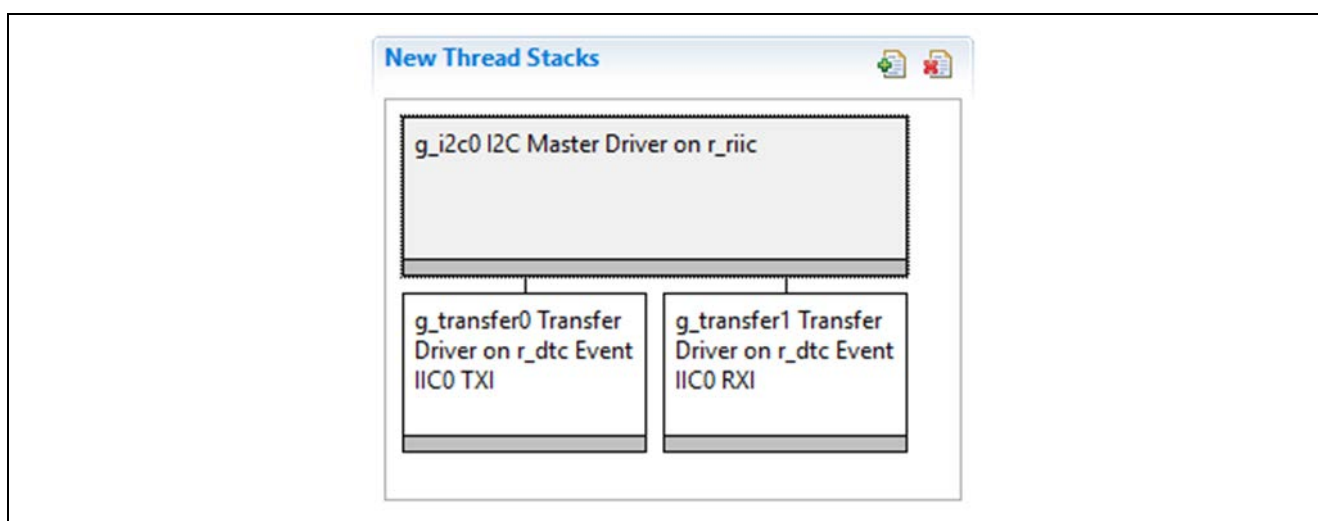 New Thread Stacks
g_i2c0 I2C Master Driver on r_riic
g_transfer0 Transfer
Driver on r_dtc Event
IIC0 TXI
g_transfer1 Transfer
Driver on r_dtc Event
IIC0 RXI